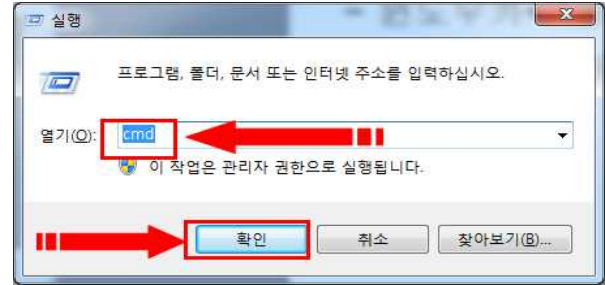 실행
프로그램, 폴더, 문서 또는 인터넷 주소를 입력하십시오.
열기(O): cmd
이 작업은 관리자 권한으로 실행됩니다.
확인 취소 찾아보기(B)...